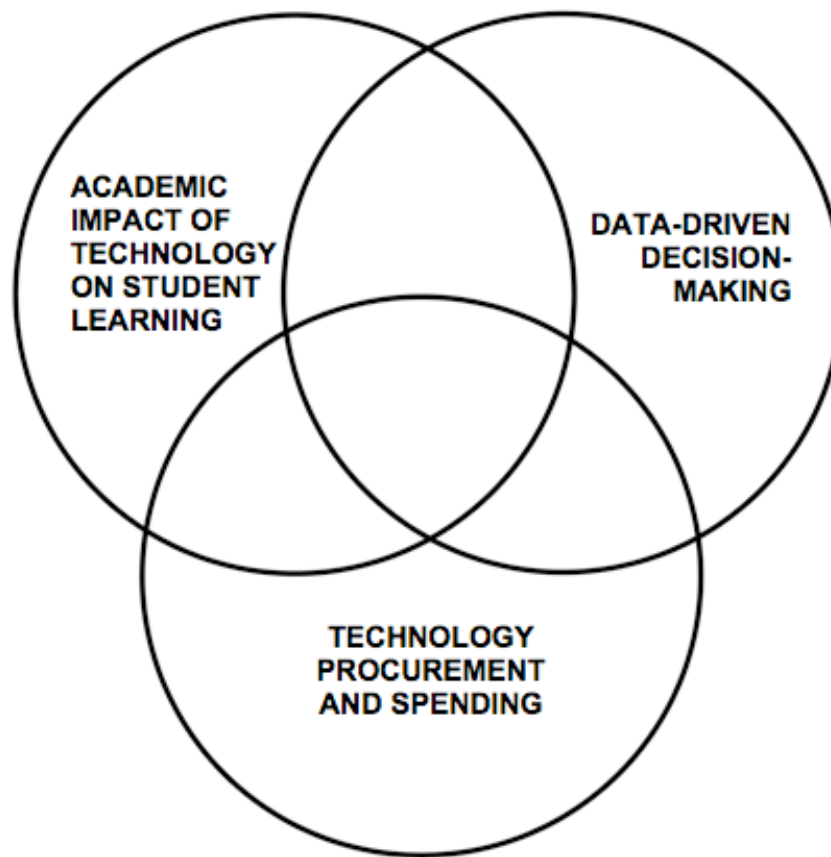 ACADEMIC
IMPACT OF
TECHNOLOGY
ON STUDENT
LEARNING
DATA-DRIVEN
DECISION-
MAKING
TECHNOLOGY
PROCUREMENT
AND SPENDING